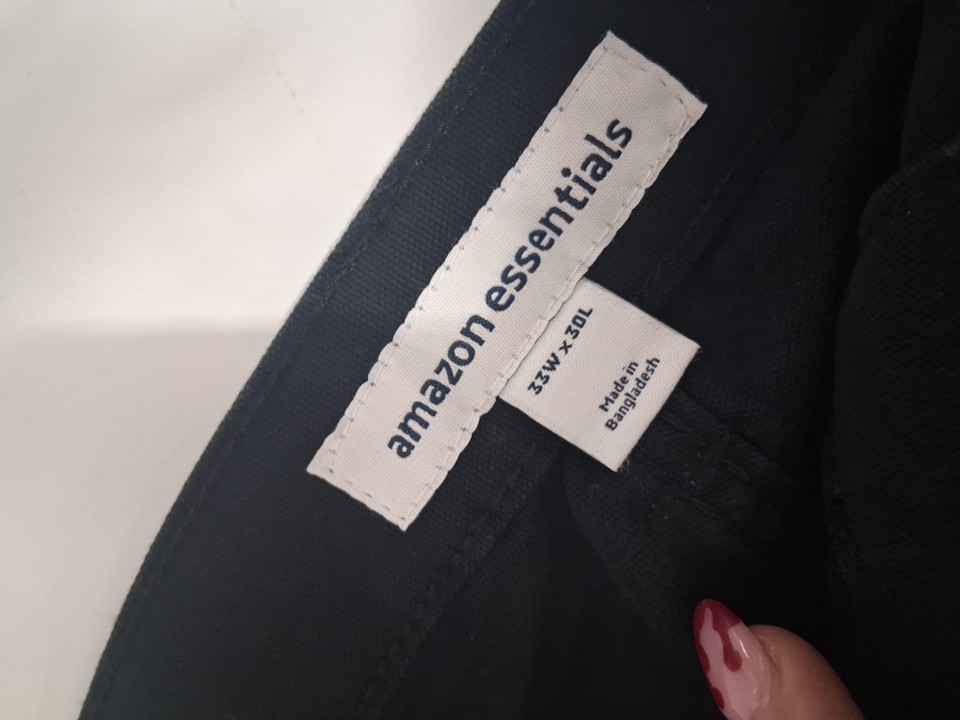 amazon essentials
33W x 30L
Made in
Bangladesh